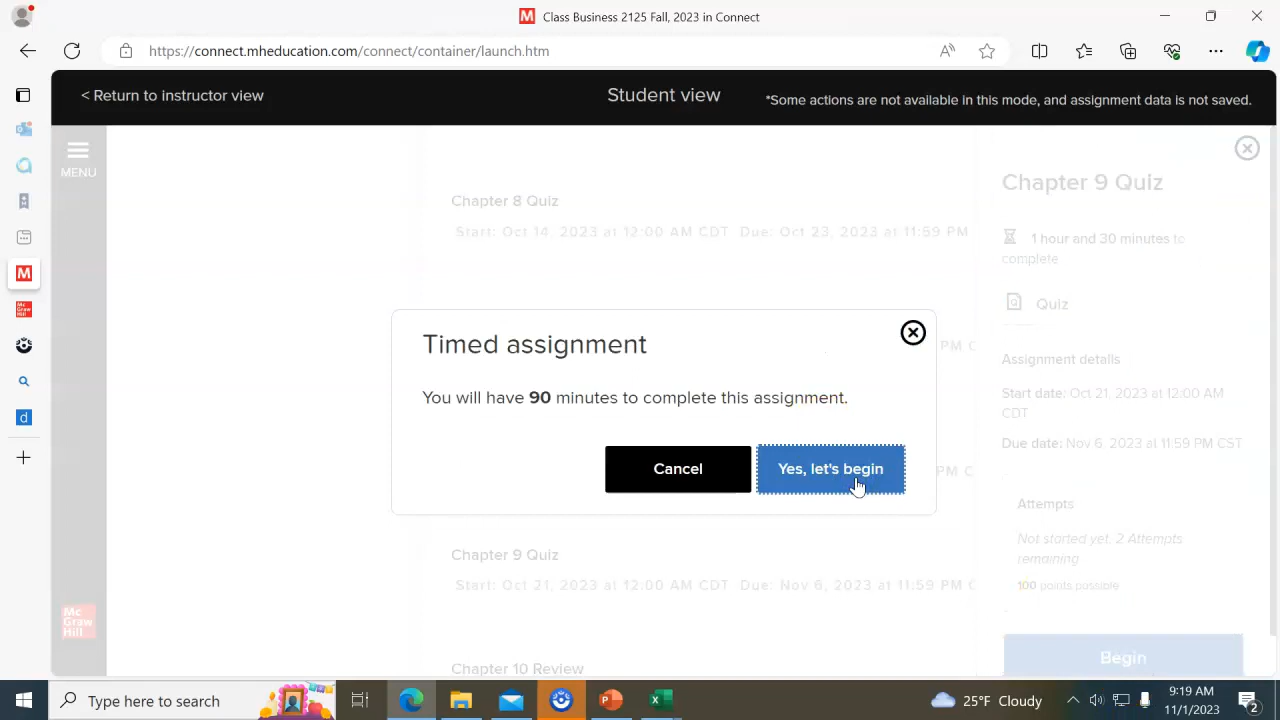 Class Business 2125 Fall, 2023 in Connect
https://connect.mheducation.com/connect/container/launch.htm
< Return to instructor view
Student view
*Some actions are not available in this mode, and assignment data is not saved.
MENU
Chapter 8 Quiz
Start: Oct 14, 2023 at 12:00 AM CDT Due: Oct 23, 2023 at 11:59 PM
Chapter 9 Quiz
1 hour and 30 minutes to
complete
Quiz
PM C
Timed assignment
You will have 90 minutes to complete this assignment.
Cancel
Yes, let's begin
PM C
Assignment details
Start date: Oct 21, 2023 at 12:00 AM
CDT
Due date: Nov 6, 2023 at 11:59 PM CST
Attempts
Not started yet. 2 Attempts
remaining
100 points possible
Begin
Chapter 9 Quiz
Start: Oct 21, 2023 at 12:00 AM CDT Due: Nov 6, 2023 at 11:59 PM C
Chapter 10 Review
Mc
Graw
Hill
Type here to search
25°F Cloudy
9:19 AM
11/1/2023
2